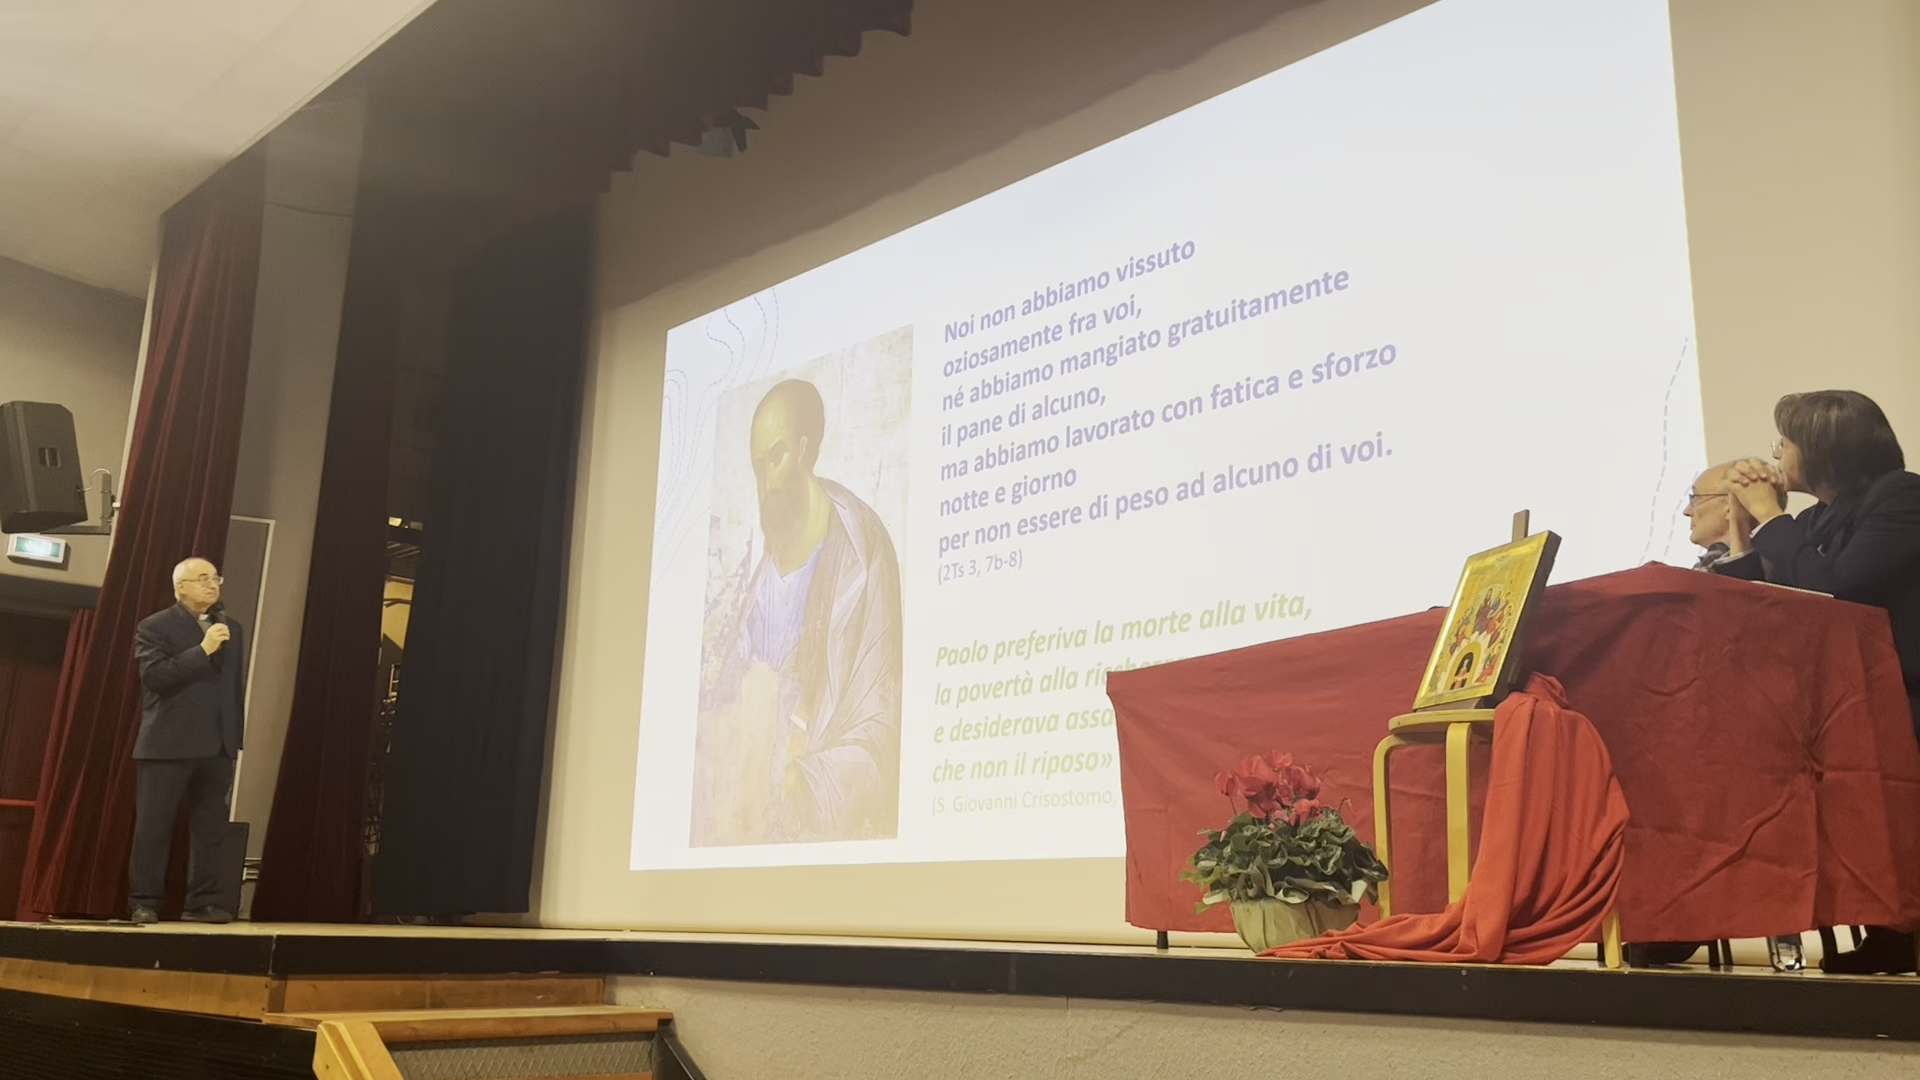 Noi non abbiamo vissuto
oziosamente fra voi,
né abbiamo mangiato gratuitamente
il pane di alcuno,
ma abbiamo lavorato con fatica e sforzo
notte e giorno
per non essere di peso ad alcuno di voi.
(2Ts 3, 7b-8)
Paolo preferiva la morte alla vita,
la povertà alla
e desiderava
che non il riposo»
(S. Giovanni Crisostomo,